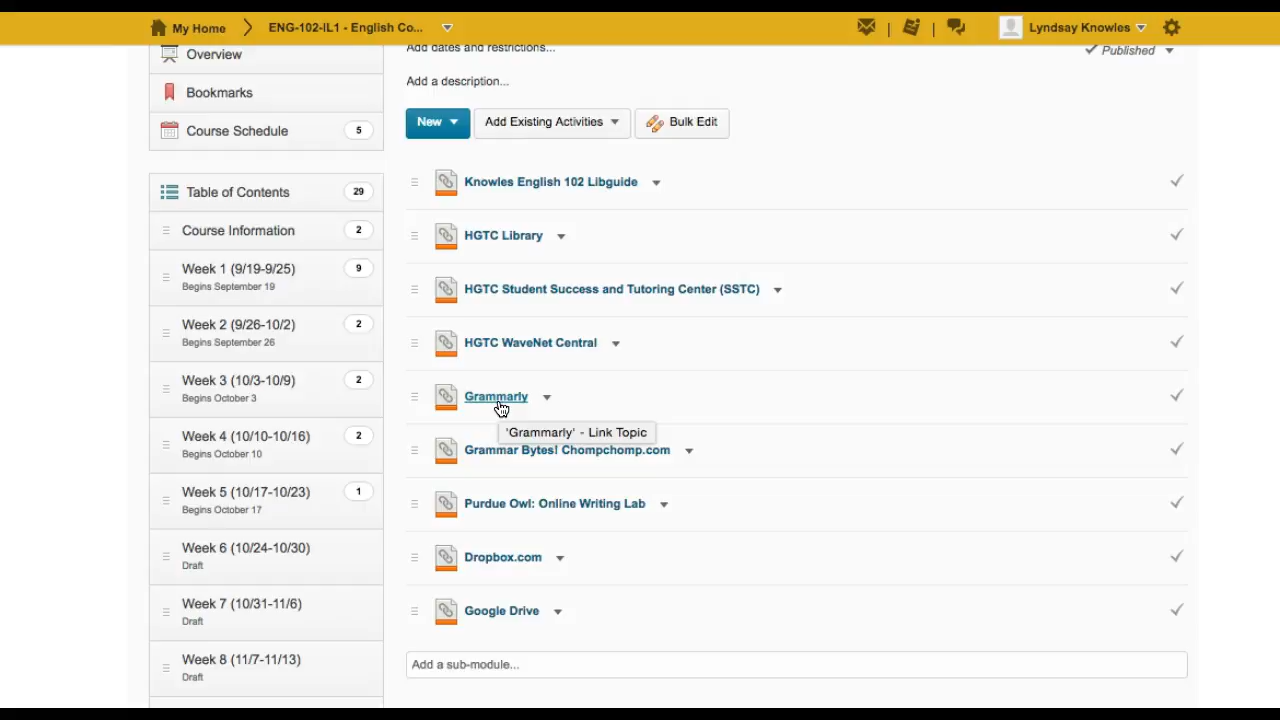 My Home
ENG-102-IL1 - English Co...
Lyndsay Knowles
Overview
Bookmarks
Course Schedule 5
Table of Contents 29
Course Information 2
Week 1 (9/19-9/25) 9
Begins September 19
Week 2 (9/26-10/2) 2
Begins September 26
Week 3 (10/3-10/9) 2
Begins October 3
Week 4 (10/10-10/16) 2
Begins October 10
Week 5 (10/17-10/23) 1
Begins October 17
Week 6 (10/24-10/30)
Draft
Week 7 (10/31-11/6)
Draft
Week 8 (11/7-11/13)
Draft
Add dates and restrictions...
Published
Add a description...
New
Add Existing Activities
Bulk Edit
Knowles English 102 Libguide
HGTC Library
HGTC Student Success and Tutoring Center (SSTC)
HGTC WaveNet Central
Grammarly
'Grammarly' - Link Topic
Grammar Bytes! Chompchomp.com
Purdue Owl: Online Writing Lab
Dropbox.com
Google Drive
Add a sub-module...